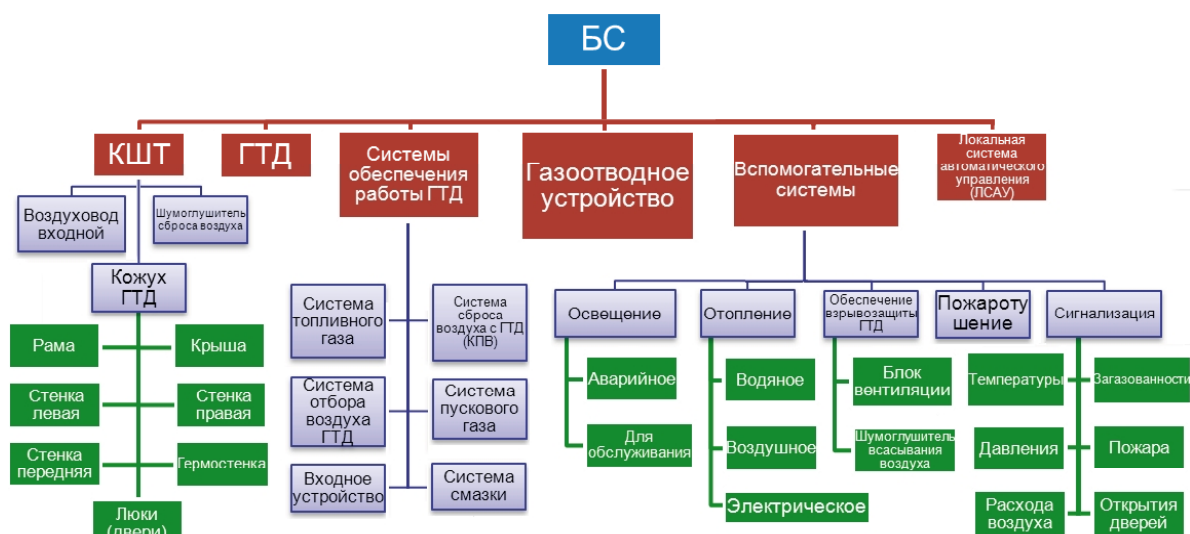 БС
КШТ
ГТД
Системы
обеспечения
работы ГТД
Газоотводное
устройство
Вспомогательные
системы
Локальная
система
автоматического
управления
(ЛСАУ)
Воздуховод
входной
Шумоглушитель
сброса воздуха
Кожух
ГТД
Рама
Крыша
Стенка
левая
Стенка
правая
Стенка
передняя
Гермостенка
Люки
(двери)
Система
топливного
газа
Система
сброса
воздуха с ГТД
(КПВ)
Система
отбора
воздуха
ГТД
Система
пускового
газа
Входное
устройство
Система
смазки
Освещение
Отопление
Обеспечение
взрывозащиты
ГТД
Пожароту
шение
Сигнализация
Аварийное
Для
обслуживания
Водяное
Воздушное
Электрическое
Блок
вентиляции
Шумоглушитель
всасывания
воздуха
Температуры
Загазованности
Давления
Пожара
Расхода
воздуха
Открытия
дверей